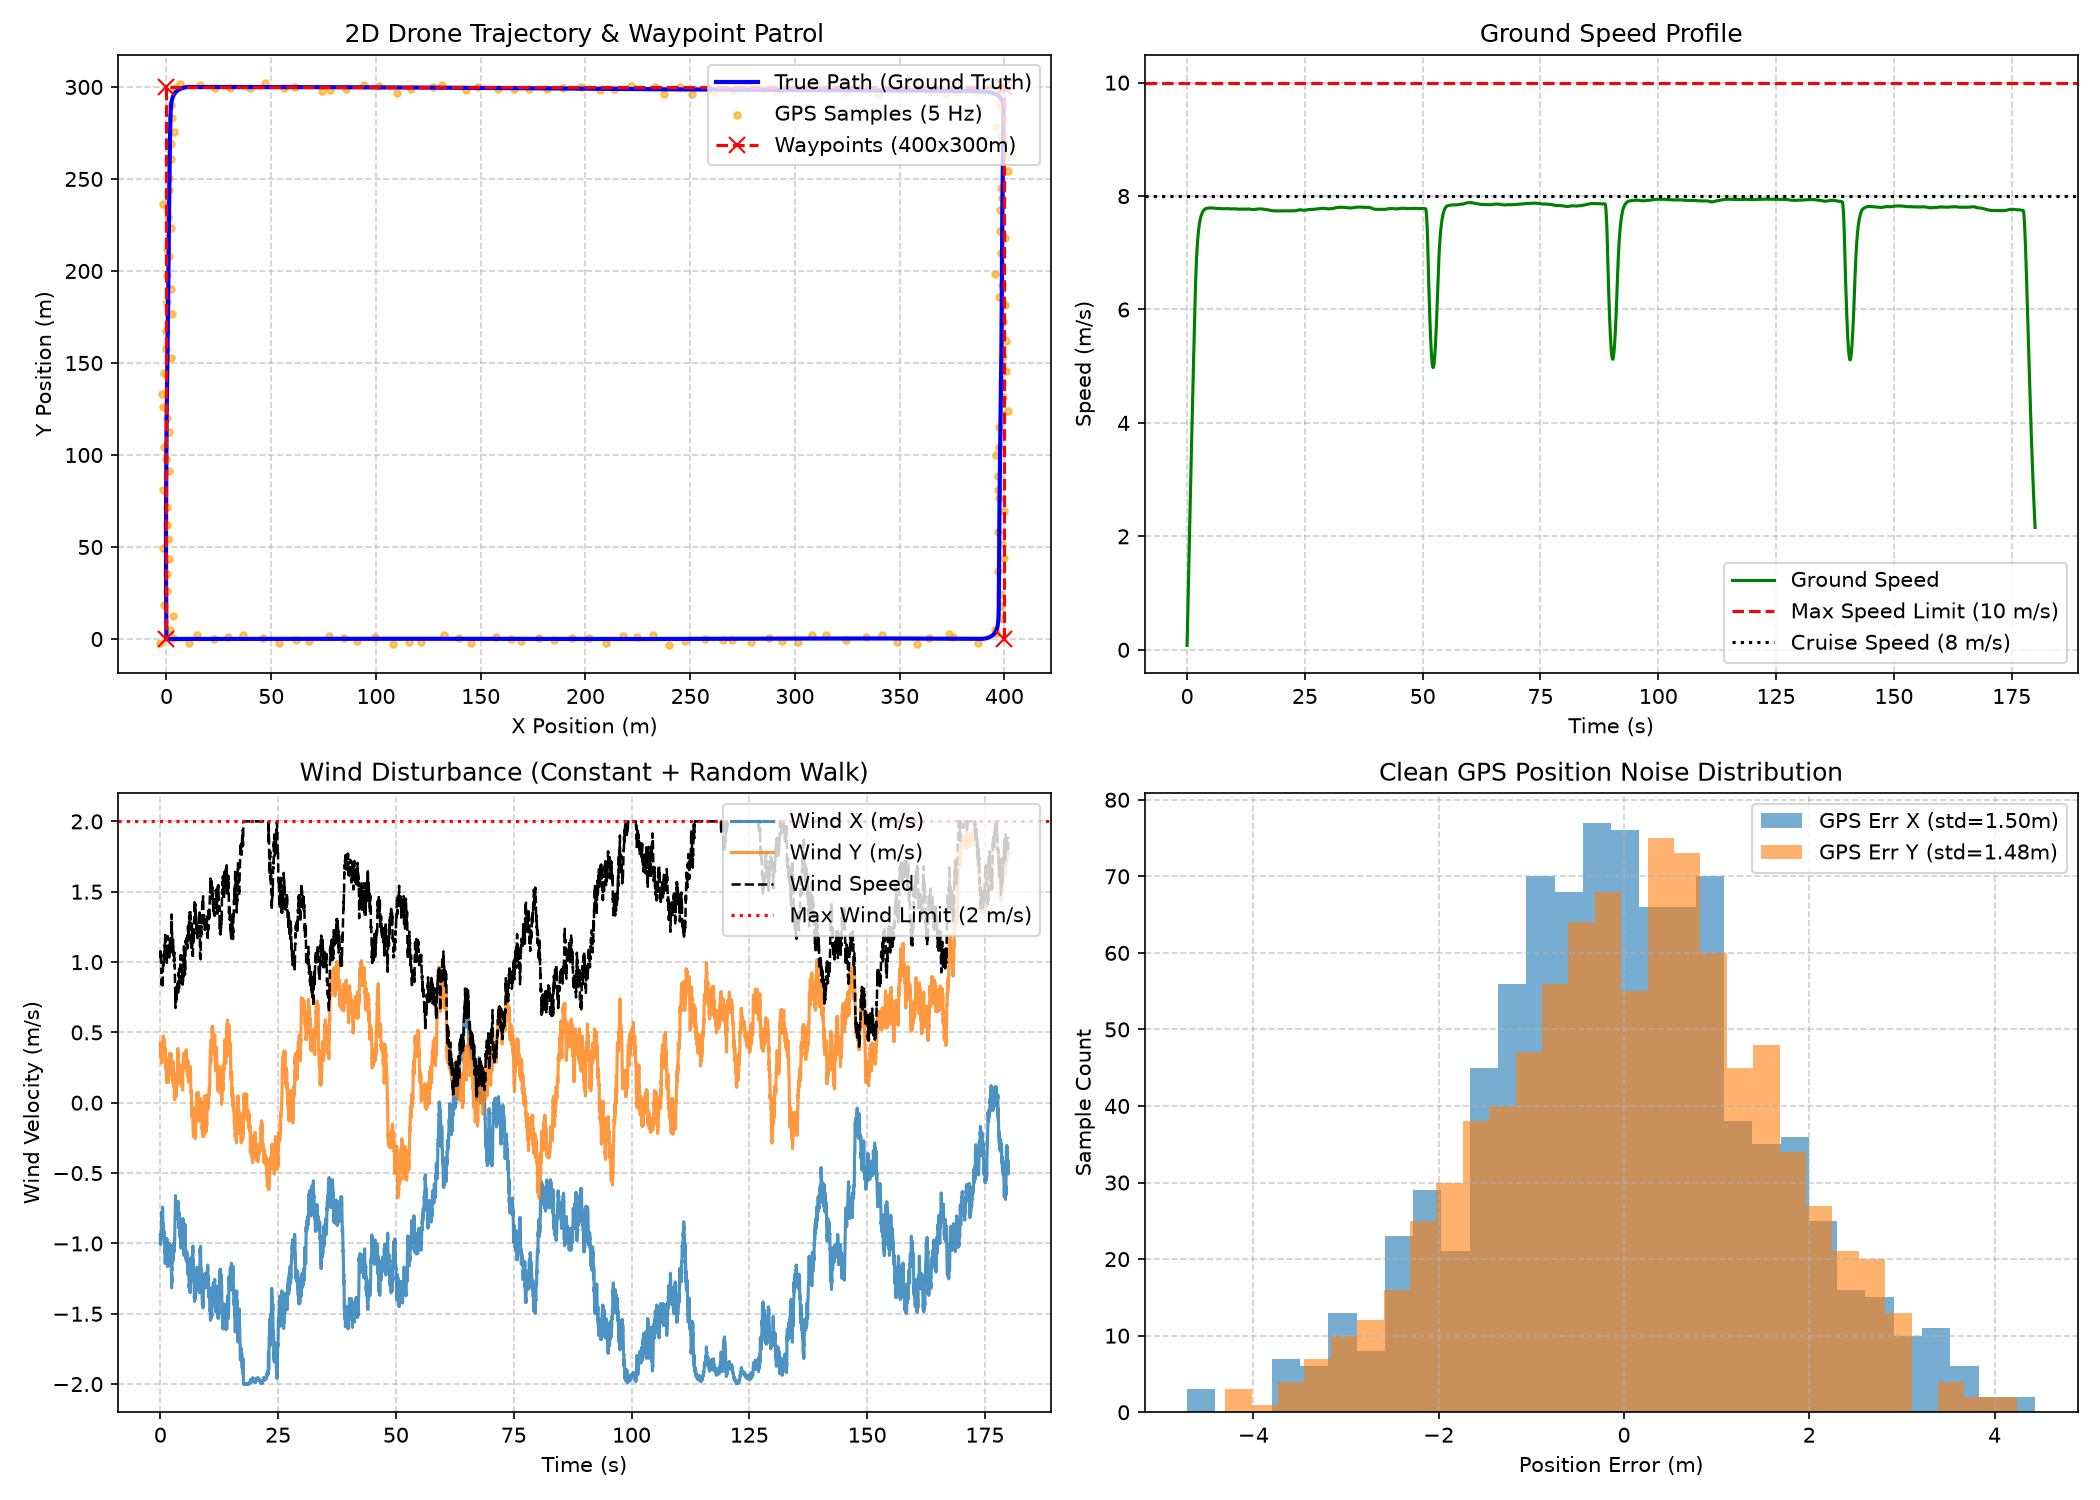 2D Drone Trajectory & Waypoint Patrol
True Path (Ground Truth)
GPS Samples (5 Hz)
Waypoints (400x300m)
Y Position (m)
300
250
200
150
100
50
0
0 50 100 150 200 250 300 350 400
X Position (m)
Ground Speed Profile
Speed (m/s)
10
8
6
4
2
0
Ground Speed
Max Speed Limit (10 m/s)
Cruise Speed (8 m/s)
0 25 50 75 100 125 150 175
Time (s)
Wind Disturbance (Constant + Random Walk)
Wind X (m/s)
Wind Y (m/s)
Wind Speed
Max Wind Limit (2 m/s)
Wind Velocity (m/s)
2.0
1.5
1.0
0.5
0.0
−0.5
−1.0
−1.5
−2.0
0 25 50 75 100 125 150 175
Time (s)
Clean GPS Position Noise Distribution
GPS Err X (std=1.50m)
GPS Err Y (std=1.48m)
Sample Count
80
70
60
50
40
30
20
10
0
−4 −2 0 2 4
Position Error (m)